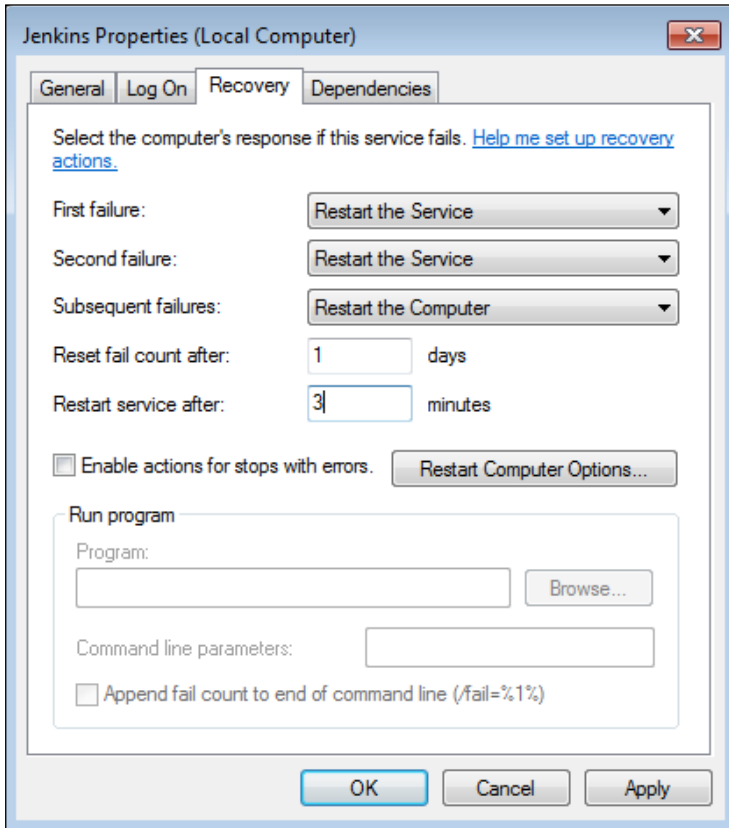 Jenkins Properties (Local Computer)
General Log On Recovery Dependencies
Select the computer's response if this service fails. Help me set up recovery
actions.
First failure: Restart the Service
Second failure: Restart the Service
Subsequent failures: Restart the Computer
Reset fail count after: 1 days
Restart service after: 3 minutes
Enable actions for stops with errors. Restart Computer Options...
Run program
Program:
Browse...
Command line parameters:
Append fail count to end of command line (/fail=%1%)
OK Cancel Apply